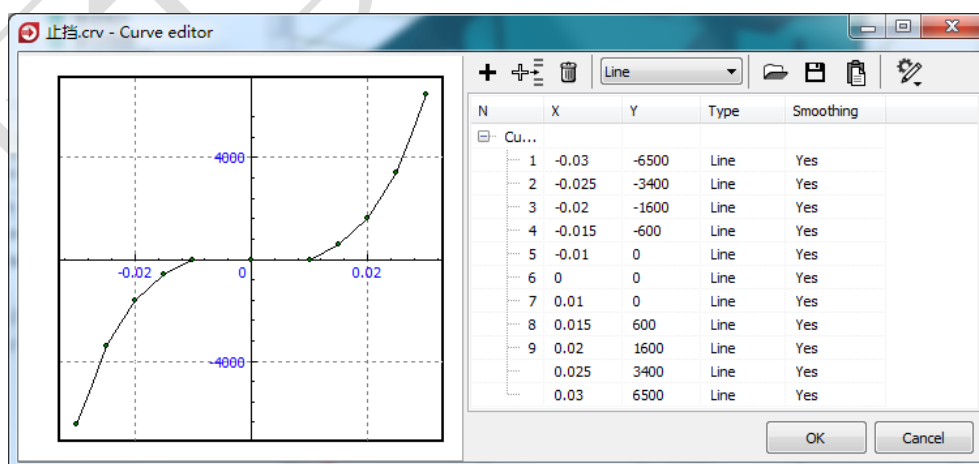 止挡.crv - Curve editor
Line
4000
-0.02 0 0.02
-4000
N X Y Type Smoothing
Cu...
1 -0.03 -6500 Line Yes
2 -0.025 -3400 Line Yes
3 -0.02 -1600 Line Yes
4 -0.015 -600 Line Yes
5 -0.01 0 Line Yes
6 0 0 Line Yes
7 0.01 0 Line Yes
8 0.015 600 Line Yes
9 0.02 1600 Line Yes
0.025 3400 Line Yes
0.03 6500 Line Yes
OK Cancel